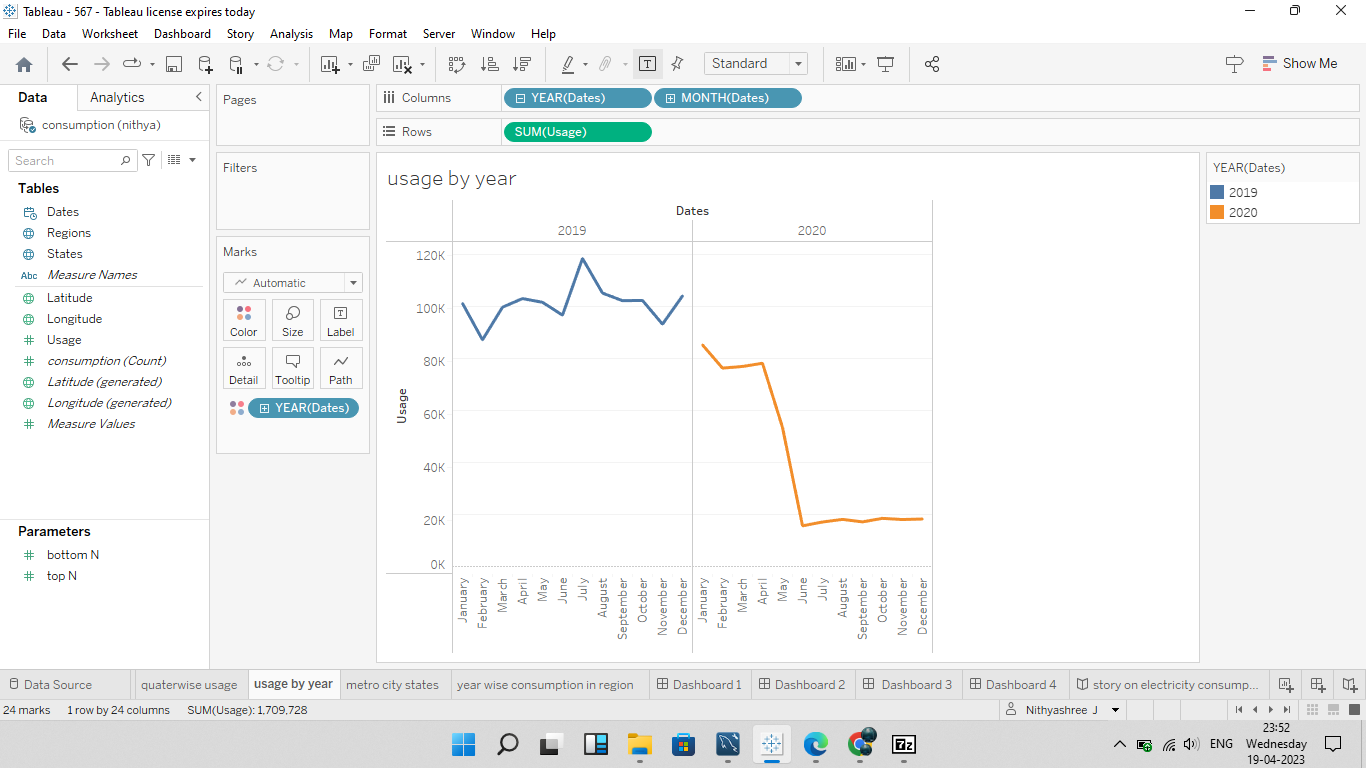 Tableau - 567 - Tableau license expires today
File Data Worksheet Dashboard Story Analysis Map Format Server Window Help
Standard
Show Me
Data Analytics
consumption (nithya)
Search
Tables
Dates
Regions
States
Abc Measure Names
Latitude
Longitude
Usage
consumption (Count)
Latitude (generated)
Longitude (generated)
Measure Values
Parameters
bottom N
top N
Pages
Filters
Marks
Automatic
Color Size Label
Detail Tooltip Path
YEAR(Dates)
Columns YEAR(Dates) MONTH(Dates)
Rows SUM(Usage)
usage by year
Dates
2019 2020
120K
100K
80K
60K
40K
20K
0K
Usage
January February March April May June July August September October November December January February March April May June July August September October November December
YEAR(Dates)
2019
2020
Data Source quaterwise usage usage by year metro city states year wise consumption in region Dashboard 1 Dashboard 2 Dashboard 3 Dashboard 4 story on electricity consump...
24 marks 1 row by 24 columns SUM(Usage): 1,709,728 Nithyashree J
7z
ENG
23:52
Wednesday
19-04-2023